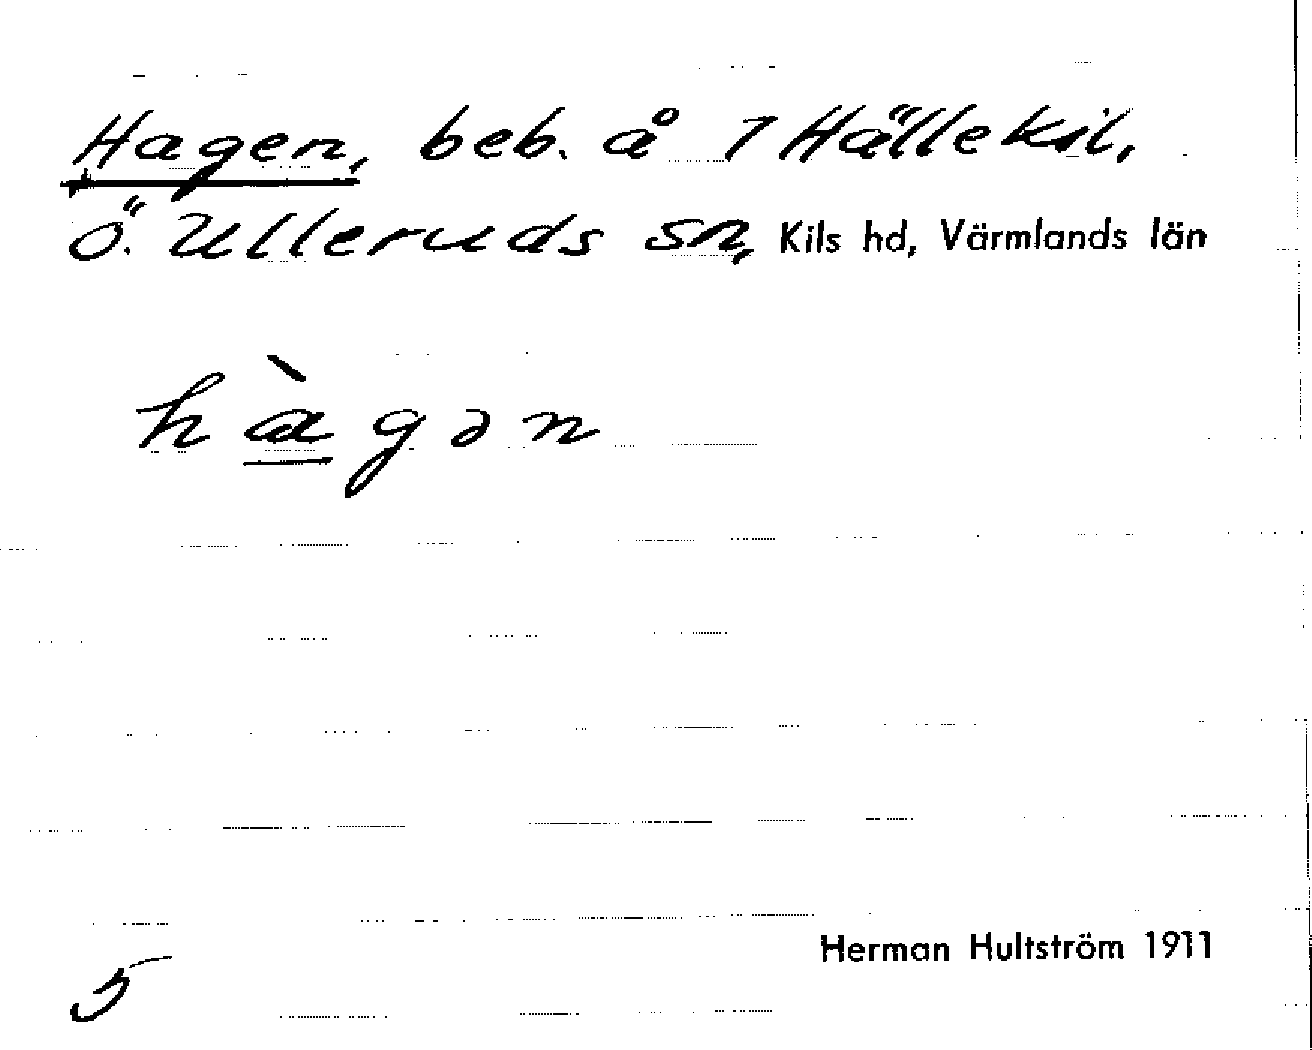 Hagen, beb. å 1 Hällekil,
Ö. Ulleruds sn, Kils hd, Värmlands län
hàgən
Herman Hultström 1911
5